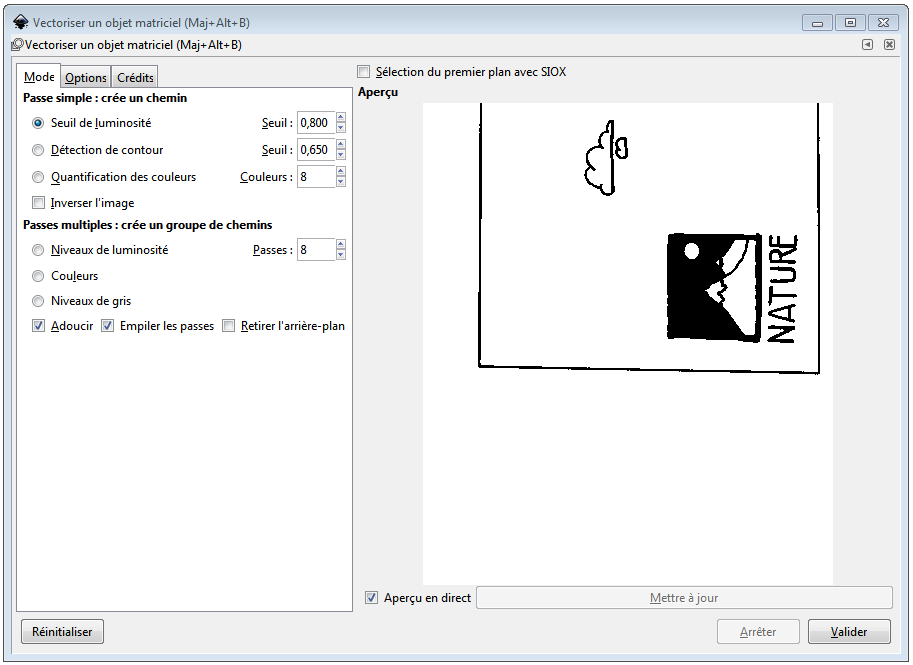 Vectoriser un objet matriciel (Maj+Alt+B)
Vectoriser un objet matriciel (Maj+Alt+B)
Mode Options Crédits
Passe simple : crée un chemin
Seuil de luminosité Seuil : 0,800
Détection de contour Seuil : 0,650
Quantification des couleurs Couleurs : 8
Inverser l'image
Passes multiples : crée un groupe de chemins
Niveaux de luminosité Passes : 8
Couleurs
Niveaux de gris
Adoucir Empiler les passes Retirer l'arrière-plan
Sélection du premier plan avec SIOX
Aperçu
NATURE
Aperçu en direct Mettre à jour
Réinitialiser Arrêter Valider